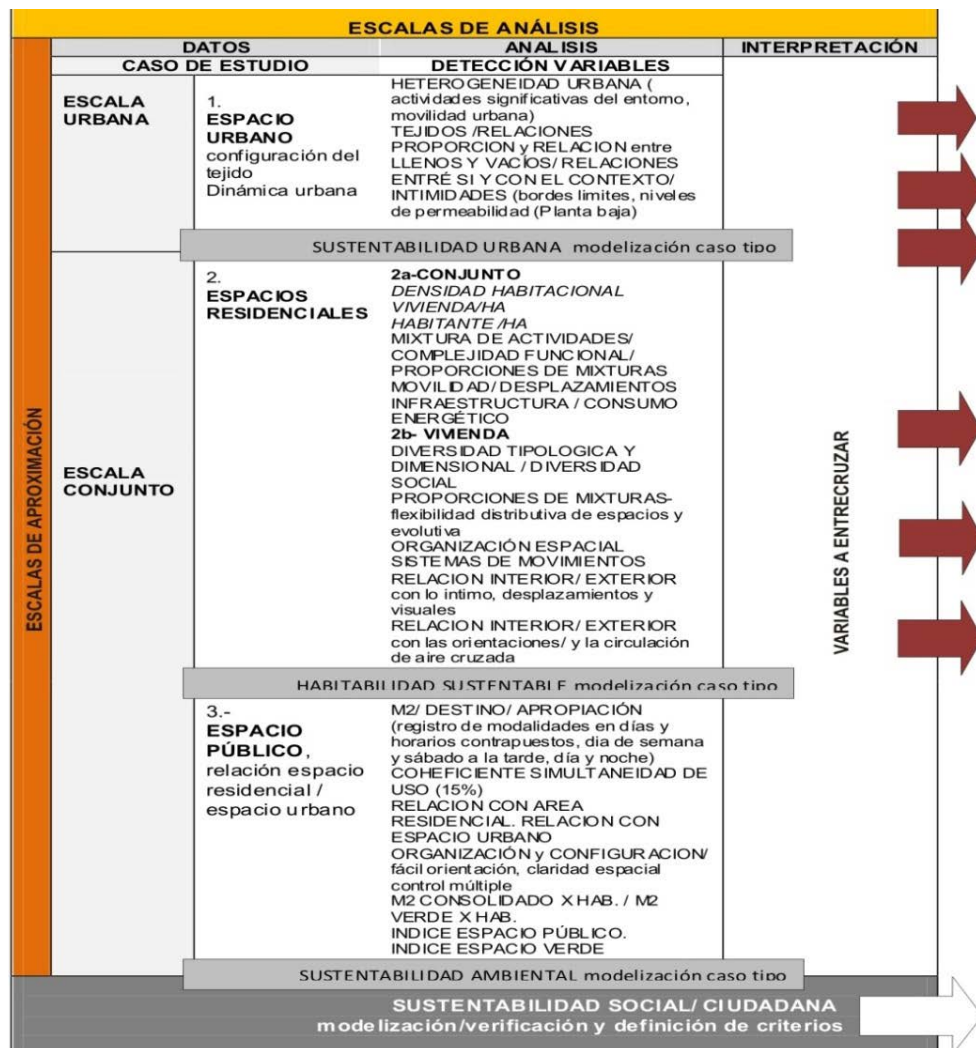 ESCALAS DE ANÁLISIS
DATOS
ANALISIS
INTERPRETACIÓN
CASO DE ESTUDIO
DETECCIÓN VARIABLES
ESCALAS DE APROXIMACIÓN
ESCALA
URBANA
1.
ESPACIO
URBANO
configuración del
tejido
Dinámica urbana
HETEROGENEIDAD URBANA (
actividades significativas del entorno,
movilidad urbana)
TEJIDOS /RELACIONES
PROPORCION y RELACION entre
LLENOS Y VACÍOS/ RELACIONES
ENTRÉ SI Y CON EL CONTEXTO/
INTIMIDADES (bordes limites, niveles
de permeabilidad (Planta baja)
SUSTENTABILIDAD URBANA modelización caso tipo
ESCALA
CONJUNTO
2.
ESPACIOS
RESIDENCIALES
2a-CONJUNTO
DENSIDAD HABITACIONAL
VIVIENDA/HA
HABITANTE /HA
MIXTURA DE ACTIVIDADES/
COMPLEJIDAD FUNCIONAL/
PROPORCIONES DE MIXTURAS
MOVILIDAD/ DESPLAZAMIENTOS
INFRAESTRUCTURA / CONSUMO
ENERGÉTICO
2b- VIVIENDA
DIVERSIDAD TIPOLOGICA Y
DIMENSIONAL / DIVERSIDAD
SOCIAL
PROPORCIONES DE MIXTURAS-
flexibilidad distributiva de espacios y
evolutiva
ORGANIZACIÓN ESPACIAL
SISTEMAS DE MOVIMIENTOS
RELACION INTERIOR/ EXTERIOR
con lo intimo, desplazamientos y
visuales
RELACION INTERIOR/ EXTERIOR
con las orientaciones/ y la circulación
de aire cruzada
VARIABLES A ENTRECRUZAR
HABITABILIDAD SUSTENTABLE modelización caso tipo
3.-
ESPACIO
PÚBLICO,
relación espacio
residencial /
espacio urbano
M2/ DESTINO/ APROPIACIÓN
(registro de modalidades en días y
horarios contrapuestos, dia de semana
y sábado a la tarde, día y noche)
COHEFICIENTE SIMULTANEIDAD DE
USO (15%)
RELACION CON AREA
RESIDENCIAL. RELACION CON
ESPACIO URBANO
ORGANIZACIÓN y CONFIGURACION/
fácil orientación, claridad espacial
control múltiple
M2 CONSOLIDADO X HAB. / M2
VERDE X HAB.
INDICE ESPACIO PÚBLICO.
INDICE ESPACIO VERDE
SUSTENTABILIDAD AMBIENTAL modelización caso tipo
SUSTENTABILIDAD SOCIAL/ CIUDADANA
modelización/verificación y definición de criterios